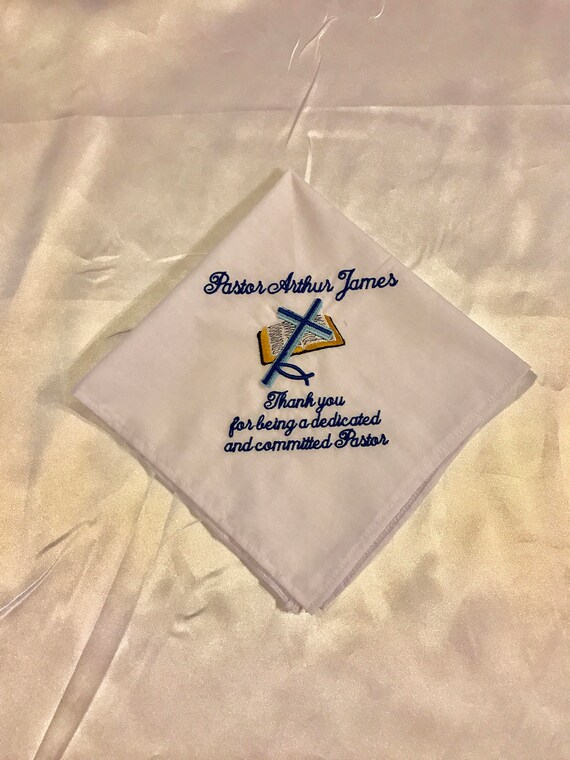 Pastor Arthur James
Thank you
for being a dedicated
and committed Pastor